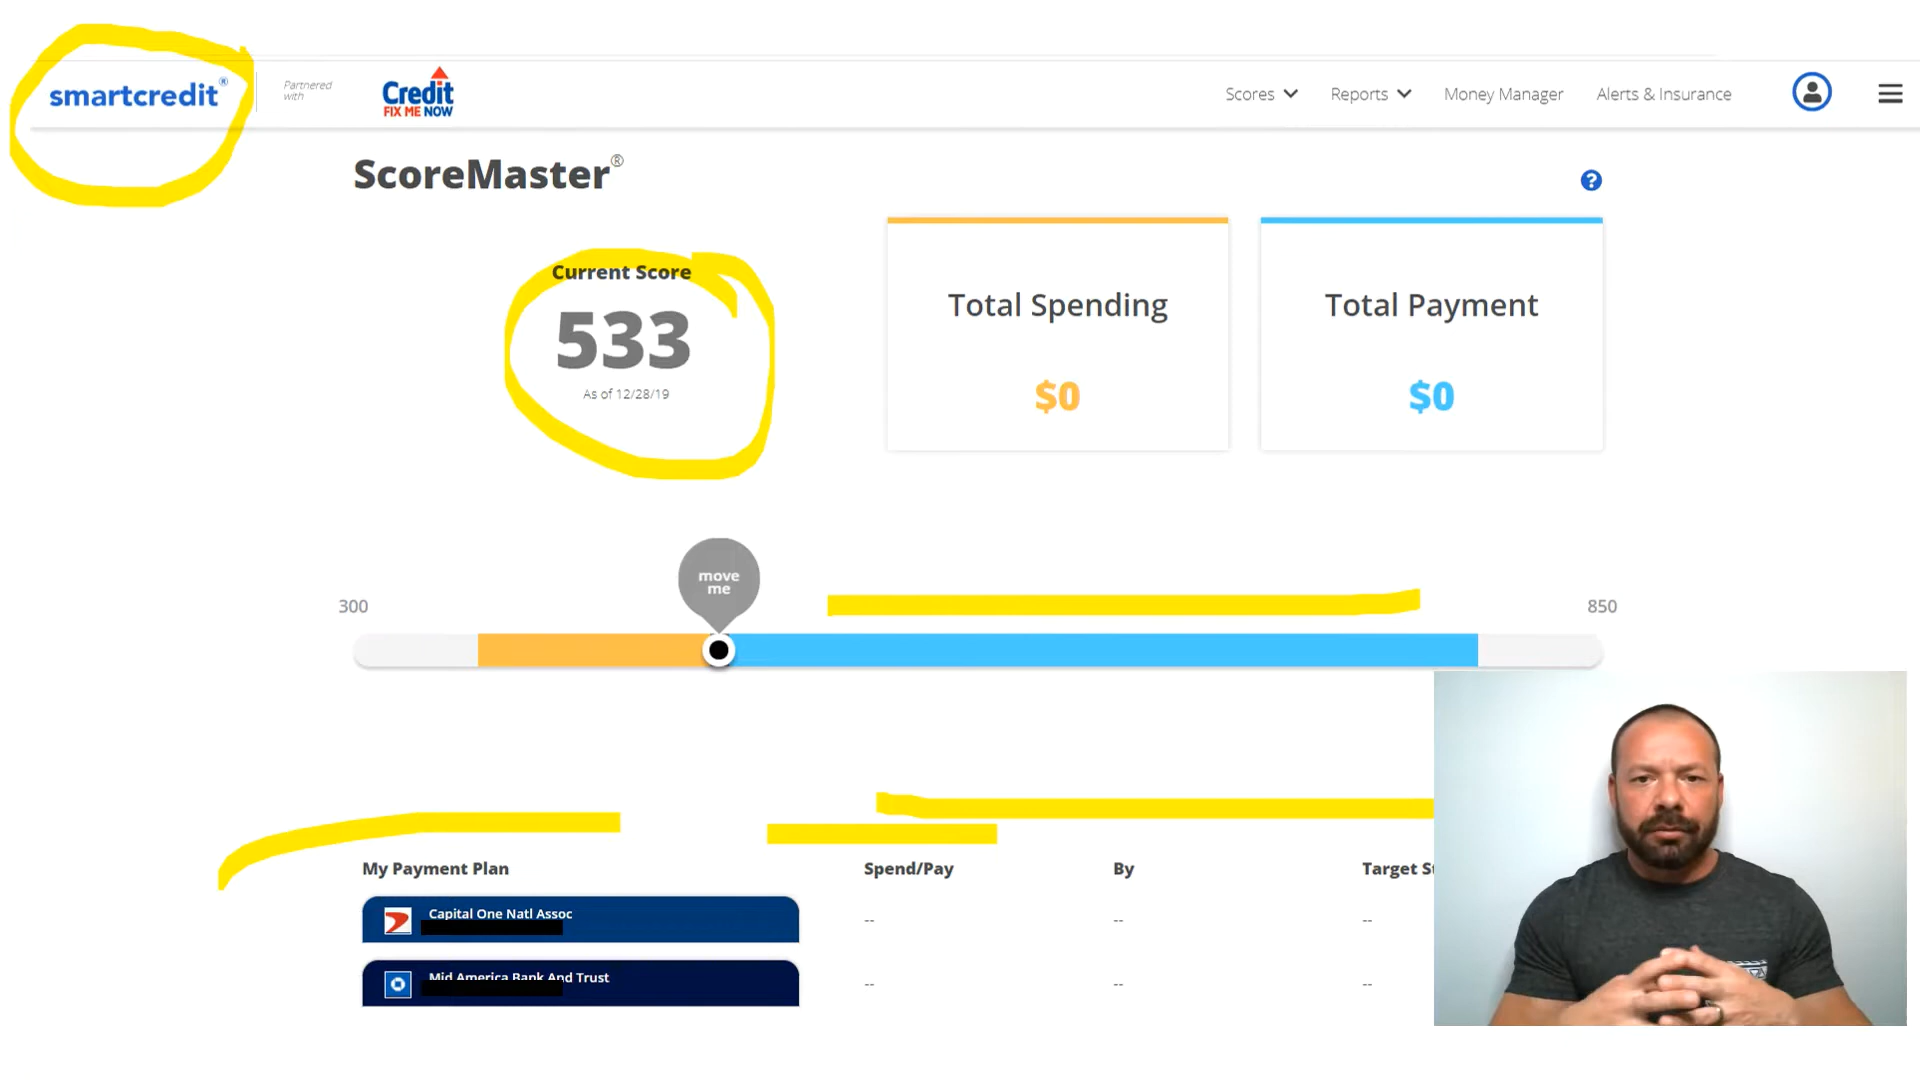 smartcredit®
Partnered
with
Credit
FIX ME NOW
Scores
Reports
Money Manager
Alerts & Insurance
ScoreMaster®
?
Current Score
533
As of 12/28/19
Total Spending
$0
Total Payment
$0
move
me
300
850
My Payment Plan
Spend/Pay
By
Target
Capital One Natl Assoc
--
--
--
Mid America Bank And Trust
--
--
--